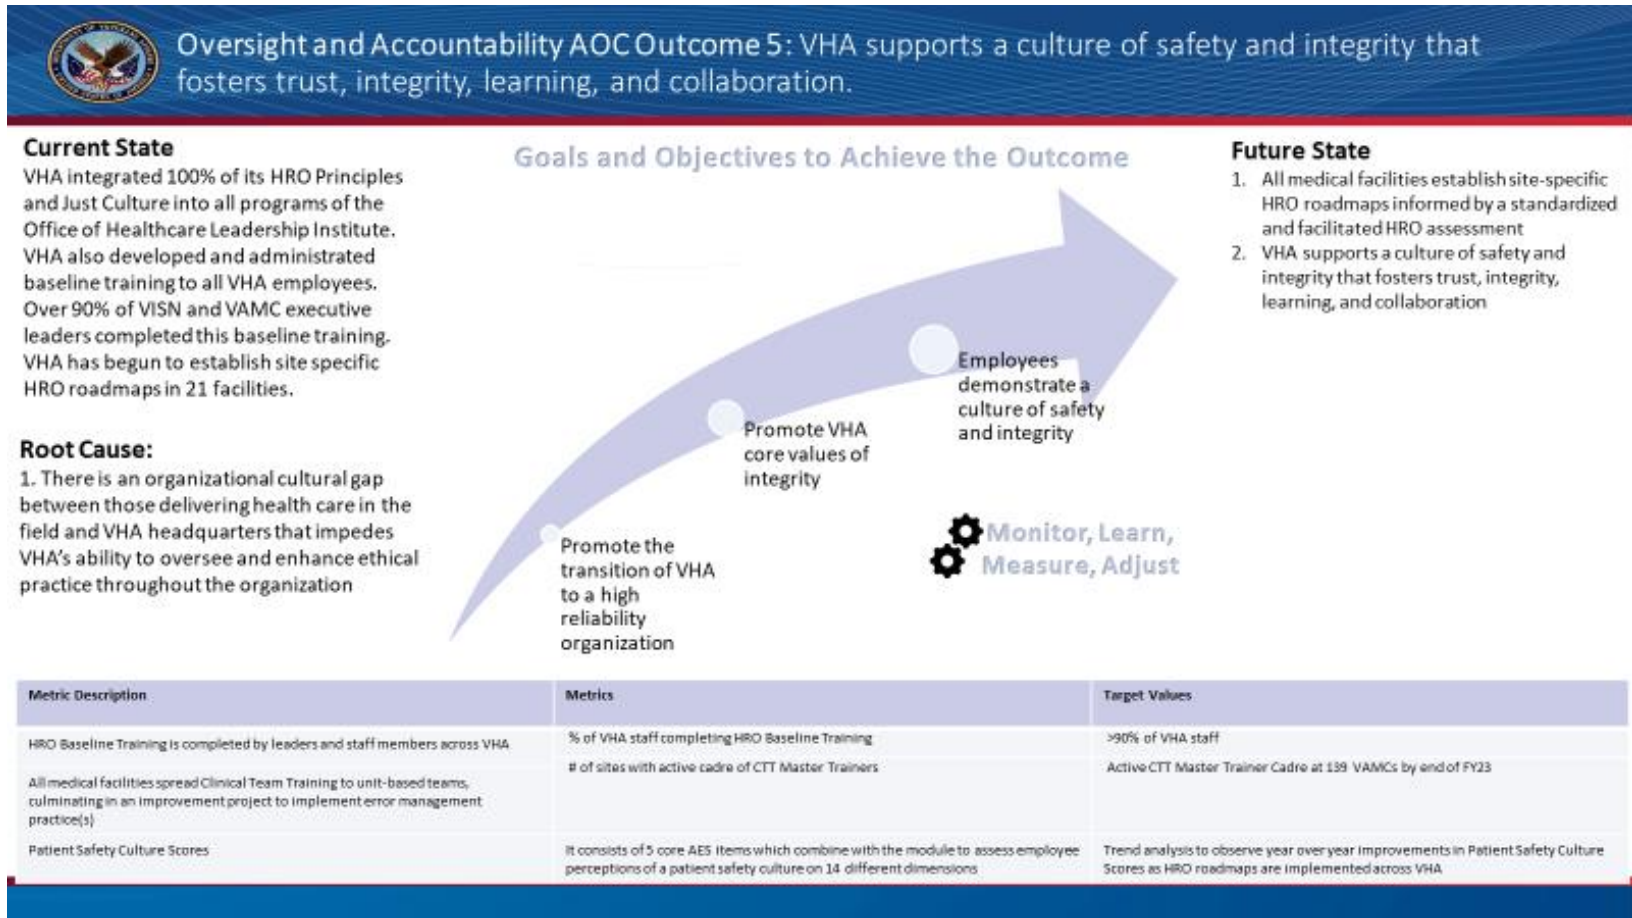 Oversight and Accountability AOC Outcome 5: VHA supports a culture of safety and integrity that
fosters trust, integrity, learning, and collaboration.
Current State
VHA integrated 100% of its HRO Principles
and Just Culture into all programs of the
Office of Healthcare Leadership Institute.
VHA also developed and administrated
baseline training to all VHA employees.
Over 90% of VISN and VAMC executive
leaders completed this baseline training.
VHA has begun to establish site specific
HRO roadmaps in 21 facilities.
Root Cause:
1. There is an organizational cultural gap
between those delivering health care in the
field and VHA headquarters that impedes
VHA's ability to oversee and enhance ethical
practice throughout the organization
Goals and Objectives to Achieve the Outcome
Promote the
transition of VHA
to a high
reliability
organization
Promote VHA
core values of
integrity
Employees
demonstrate a
culture of safety
and integrity
Monitor, Learn,
Measure, Adjust
Future State
1. All medical facilities establish site-specific
HRO roadmaps informed by a standardized
and facilitated HRO assessment
2. VHA supports a culture of safety and
integrity that fosters trust, integrity,
learning, and collaboration
Metric Description
Metrics
Target Values
HRO Baseline Training is completed by leaders and staff members across VHA
% of VHA staff completing HRO Baseline Training
>90% of VHA staff
All medical facilities spread Clinical Team Training to unit-based teams,
culminating in an improvement project to implement error management
practice(s)
# of sites with active cadre of CTT Master Trainers
Active CTT Master Trainer Cadre at 139 VAMCs by end of FY23
Patient Safety Culture Scores
It consists of 5 core AES items which combine with the module to assess employee
perceptions of a patient safety culture on 14 different dimensions
Trend analysis to observe year over year improvements in Patient Safety Culture
Scores as HRO roadmaps are implemented across VHA